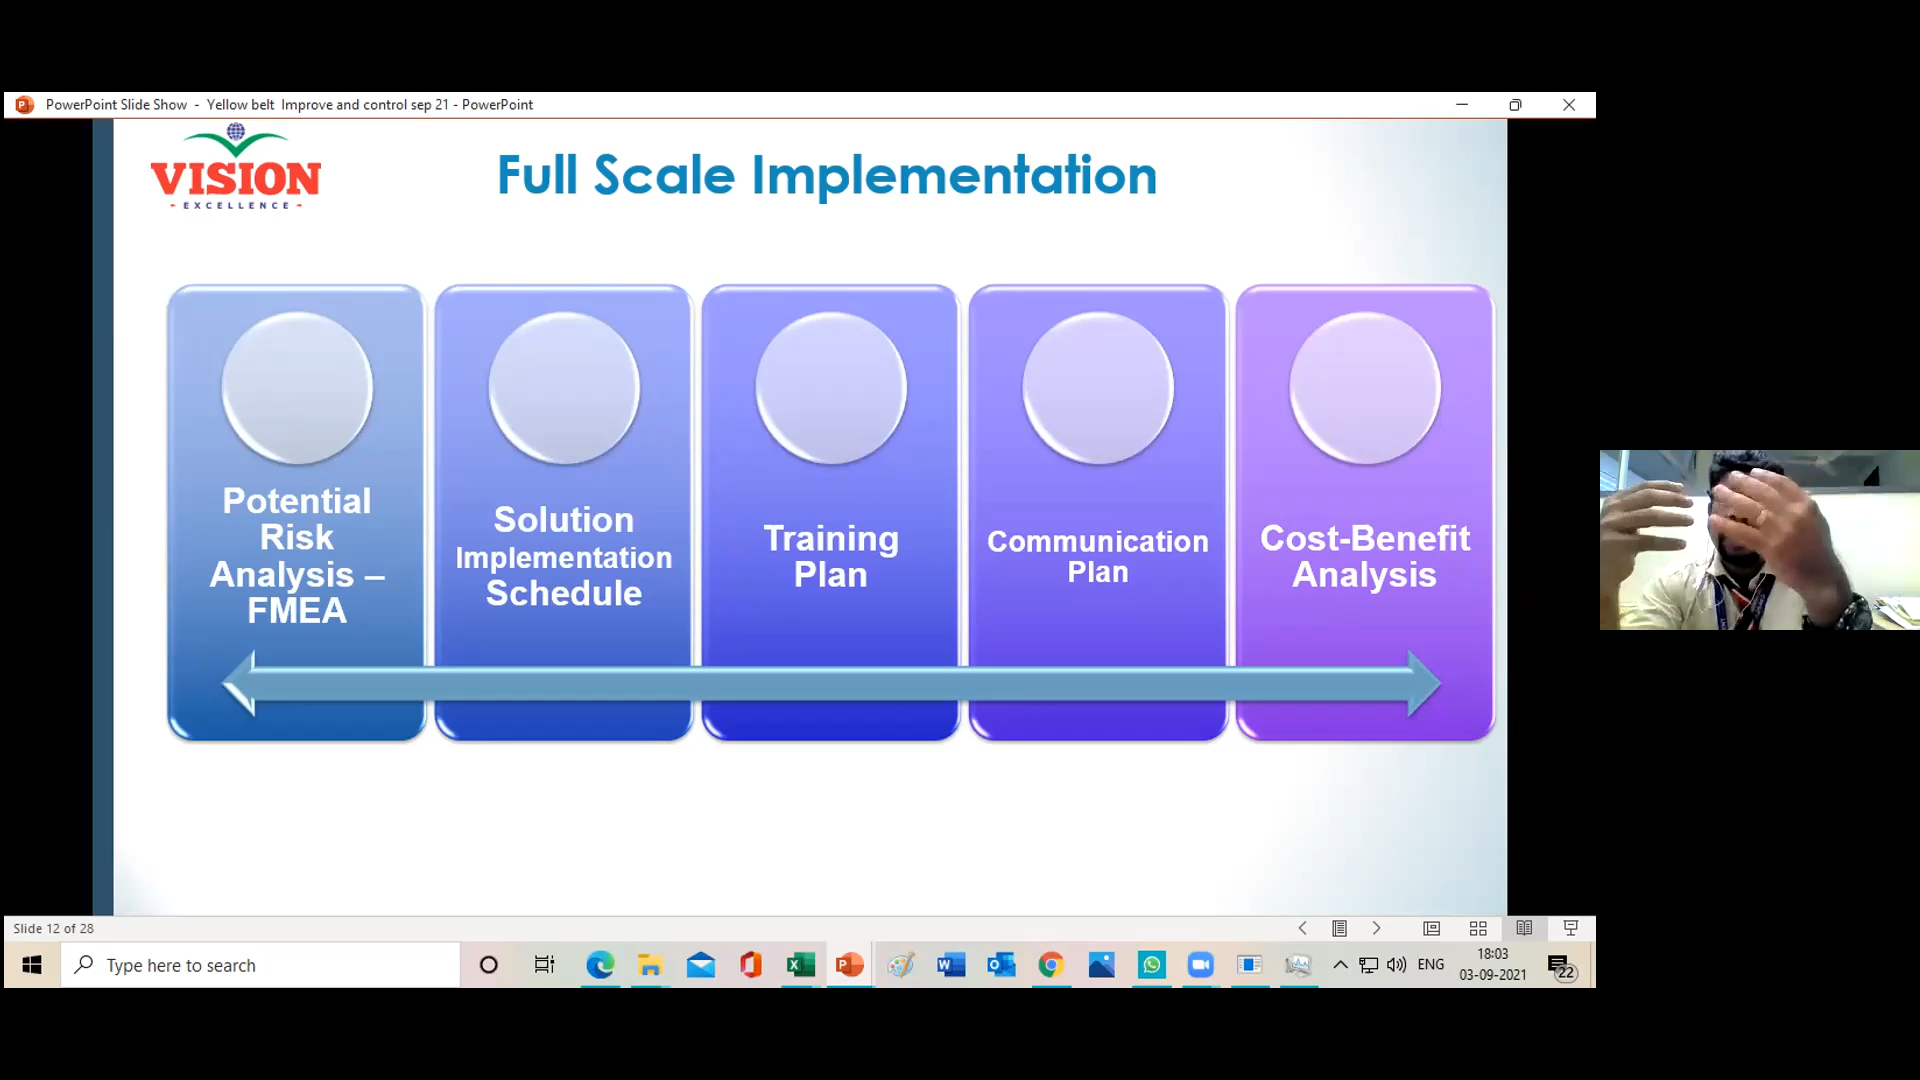 PowerPoint Slide Show - Yellow belt Improve and control sep 21 - PowerPoint
VISION
EXCELLENCE
Full Scale Implementation
Potential
Risk
Analysis –
FMEA
Solution
Implementation
Schedule
Training
Plan
Communication
Plan
Cost-Benefit
Analysis
Slide 12 of 28
Type here to search
ENG
18:03
03-09-2021
22